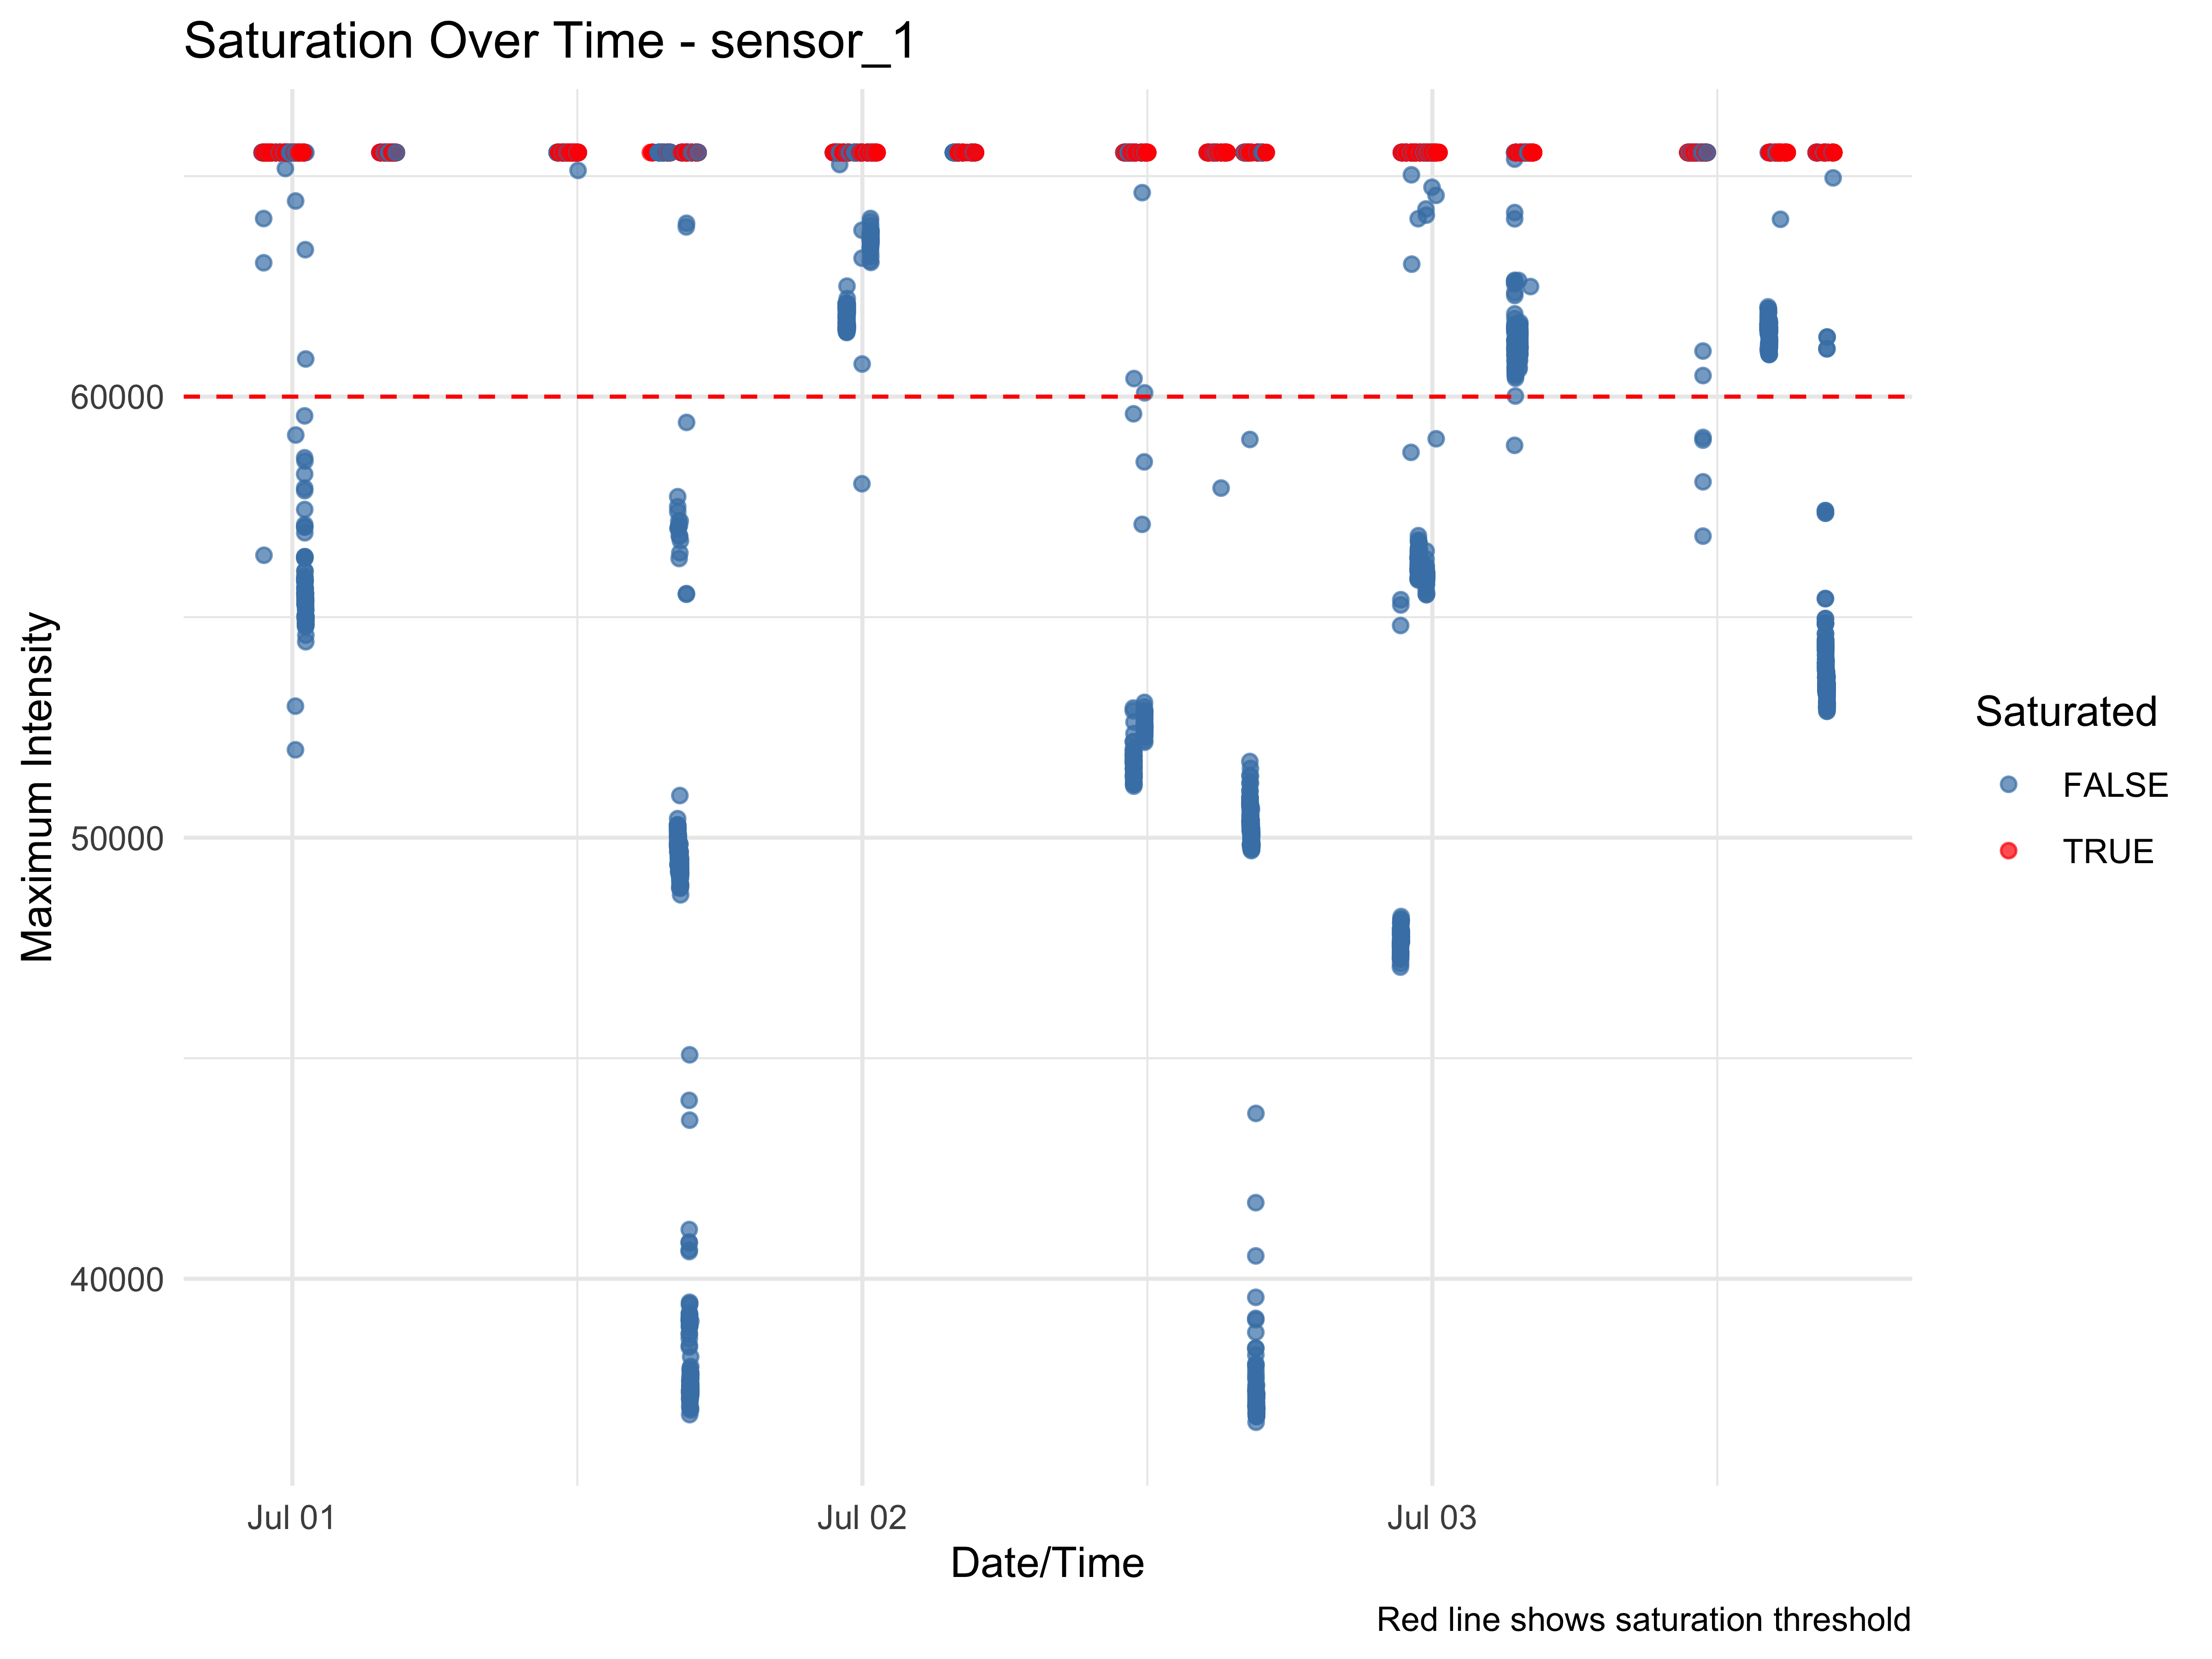 Saturation Over Time - sensor_1
Maximum Intensity
60000
50000
40000
Jul 01
Jul 02
Jul 03
Date/Time
Saturated
FALSE
TRUE
Red line shows saturation threshold